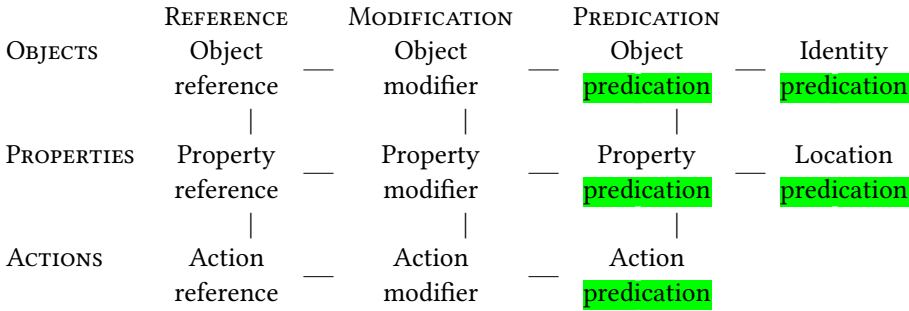 REFERENCE MODIFICATION PREDICATION
OBJECTS Object — Object — Object — Identity
reference modifier predication predication
| | |
PROPERTIES Property — Property — Property — Location
reference modifier predication predication
| | |
ACTIONS Action — Action — Action
reference modifier predication